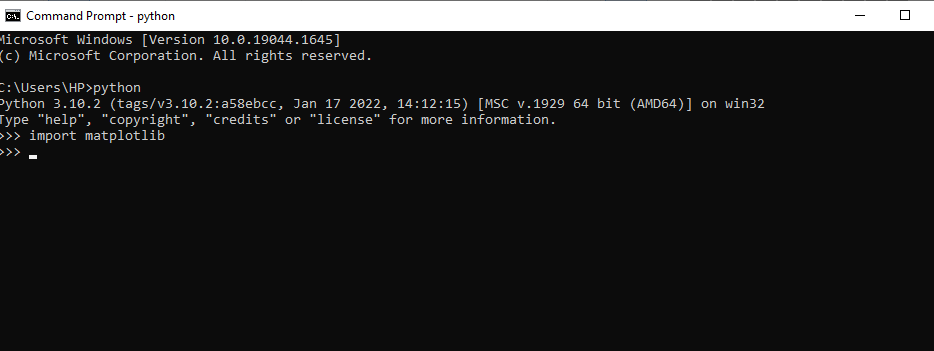 Command Prompt - python
Microsoft Windows [Version 10.0.19044.1645]
(c) Microsoft Corporation. All rights reserved.
C:\Users\HP>python
Python 3.10.2 (tags/v3.10.2:a58ebcc, Jan 17 2022, 14:12:15) [MSC v.1929 64 bit (AMD64)] on win32
Type "help", "copyright", "credits" or "license" for more information.
>>> import matplotlib
>>>